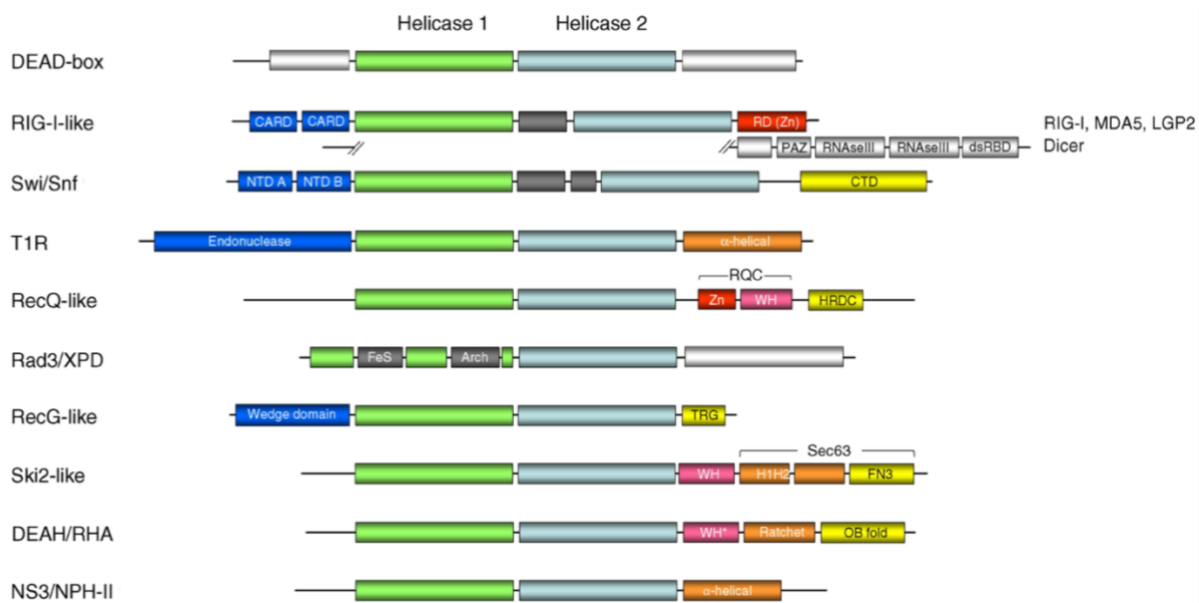 Helicase 1 Helicase 2
DEAD-box
RIG-I-like CARD CARD RD (Zn) RIG-I, MDA5, LGP2
PAZ RNAseIII RNAseIII dsRBD Dicer
Swi/Snf NTD A NTD B CTD
T1R Endonuclease α-helical
RQC
RecQ-like Zn WH HRDC
Rad3/XPD FeS Arch
RecG-like Wedge domain TRG
Sec63
Ski2-like WH H1H2 FN3
DEAH/RHA WH* Ratchet OB fold
NS3/NPH-II α-helical